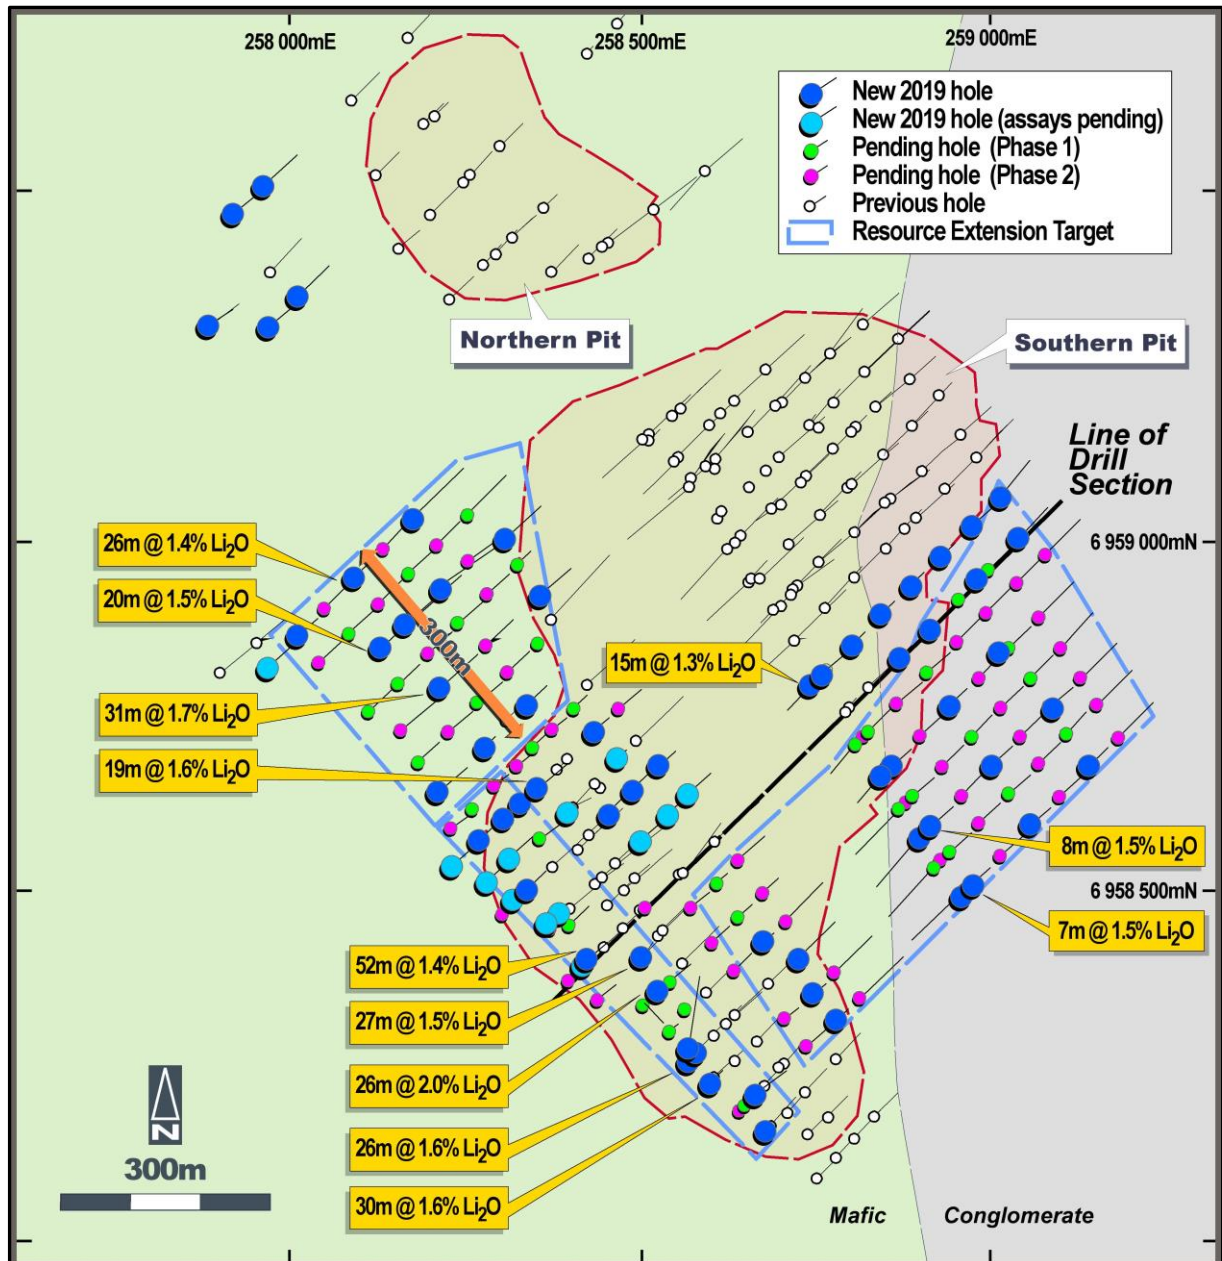 258 000mE
258 500mE
259 000mE
New 2019 hole
New 2019 hole (assays pending)
Pending hole (Phase 1)
Pending hole (Phase 2)
Previous hole
Resource Extension Target
Northern Pit
Southern Pit
Line of
Drill
Section
26m @ 1.4% Li₂O
6 959 000mN
20m @ 1.5% Li₂O
300m
15m @ 1.3% Li₂O
31m @ 1.7% Li₂O
19m @ 1.6% Li₂O
8m @ 1.5% Li₂O
6 958 500mN
7m @ 1.5% Li₂O
52m @ 1.4% Li₂O
27m @ 1.5% Li₂O
26m @ 2.0% Li₂O
N
26m @ 1.6% Li₂O
300m
30m @ 1.6% Li₂O
Mafic
Conglomerate